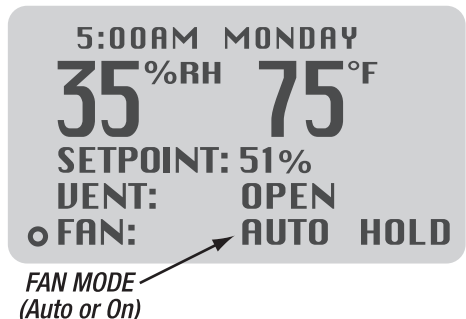 5:00AM MONDAY
35%RH 75°F
SETPOINT: 51%
VENT: OPEN
FAN: AUTO HOLD
FAN MODE
(Auto or On)